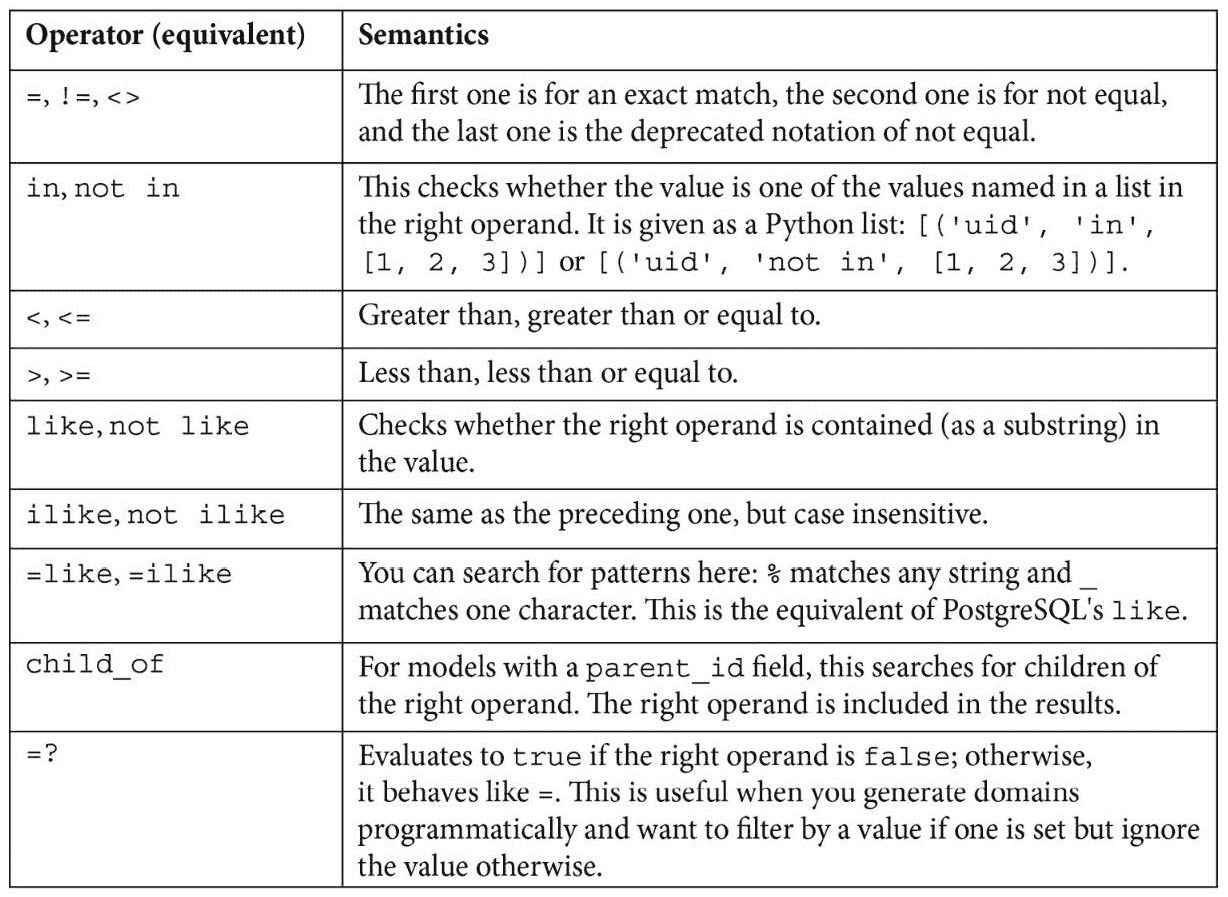 Operator (equivalent) Semantics
=, !=, <> The first one is for an exact match, the second one is for not equal,
and the last one is the deprecated notation of not equal.
in, not in This checks whether the value is one of the values named in a list in
the right operand. It is given as a Python list: [('uid', 'in',
[1, 2, 3])] or [('uid', 'not in', [1, 2, 3])].
<, <= Greater than, greater than or equal to.
>, >= Less than, less than or equal to.
like, not like Checks whether the right operand is contained (as a substring) in
the value.
ilike, not ilike The same as the preceding one, but case insensitive.
=like, =ilike You can search for patterns here: % matches any string and _
matches one character. This is the equivalent of PostgreSQL's like.
child_of For models with a parent_id field, this searches for children of
the right operand. The right operand is included in the results.
=? Evaluates to true if the right operand is false; otherwise,
it behaves like =. This is useful when you generate domains
programmatically and want to filter by a value if one is set but ignore
the value otherwise.